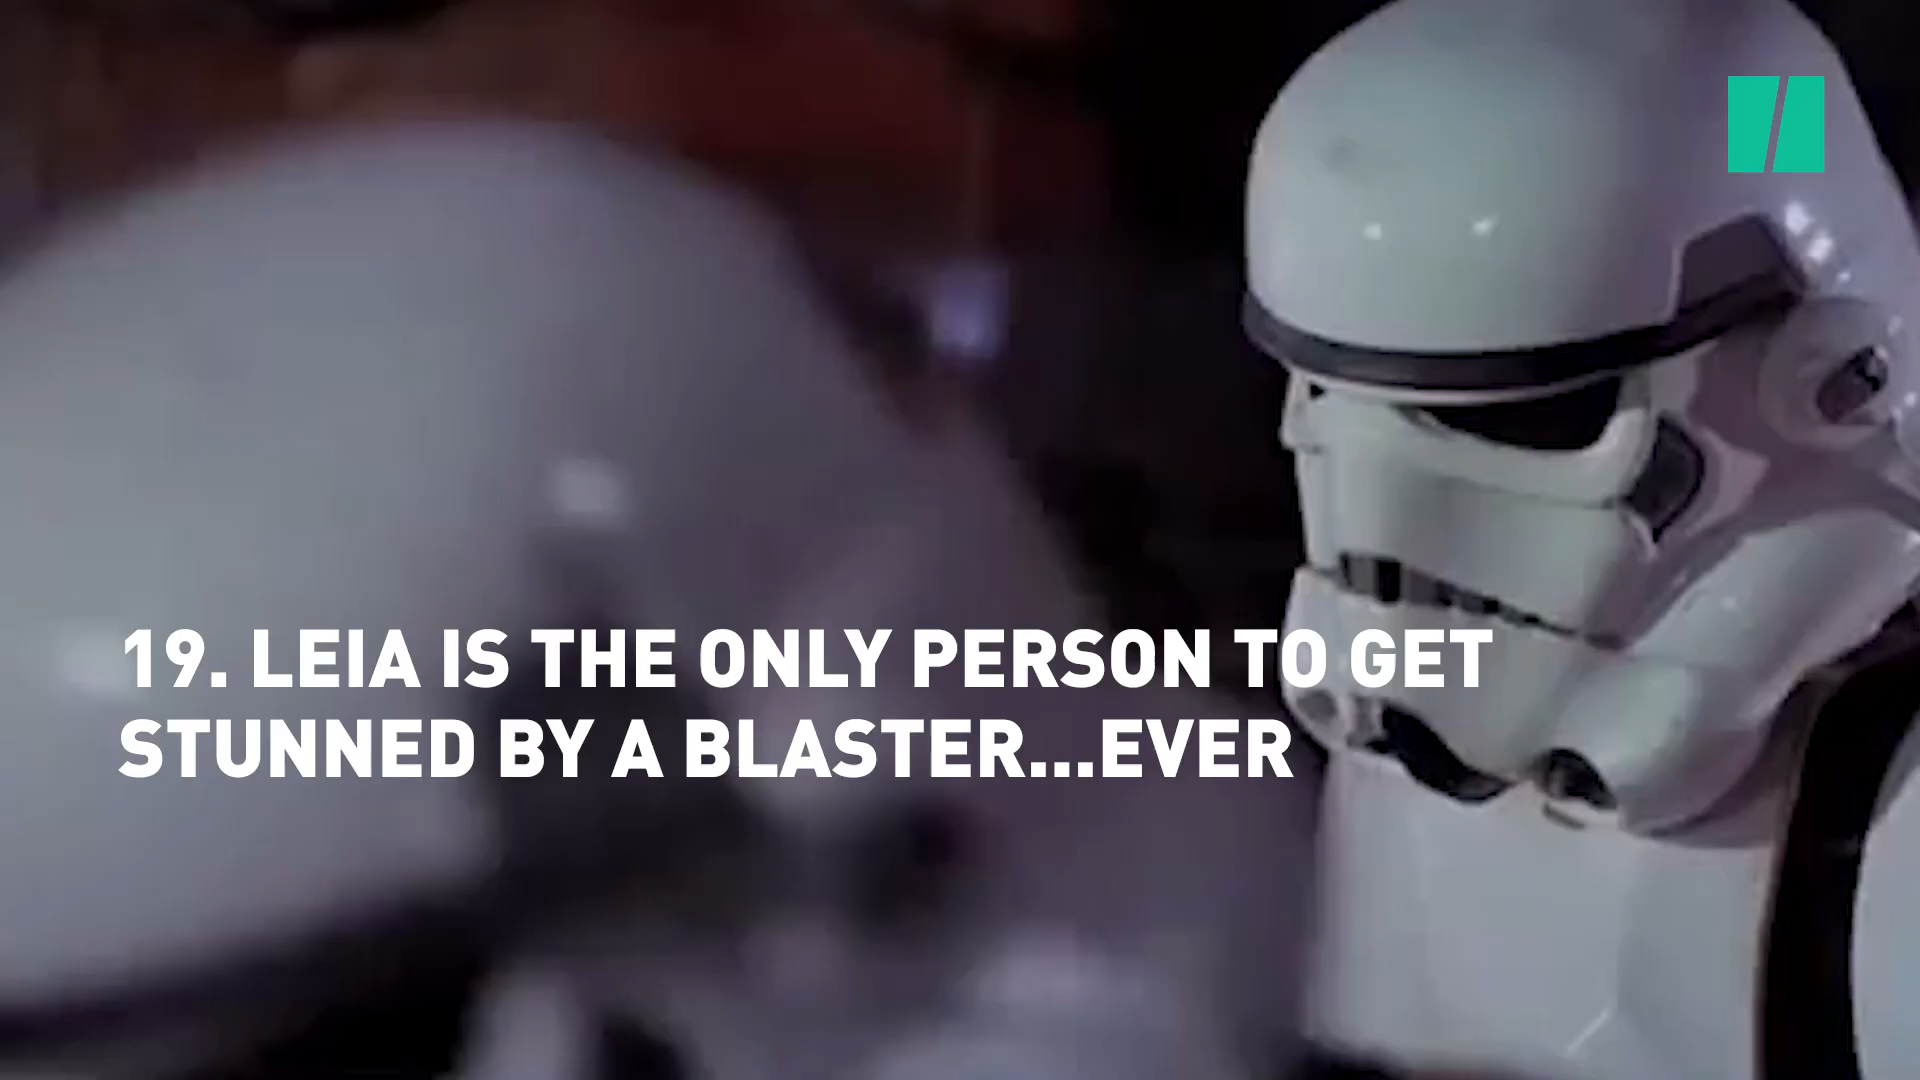 19. LEIA IS THE ONLY PERSON TO GET
STUNNED BY A BLASTER...EVER